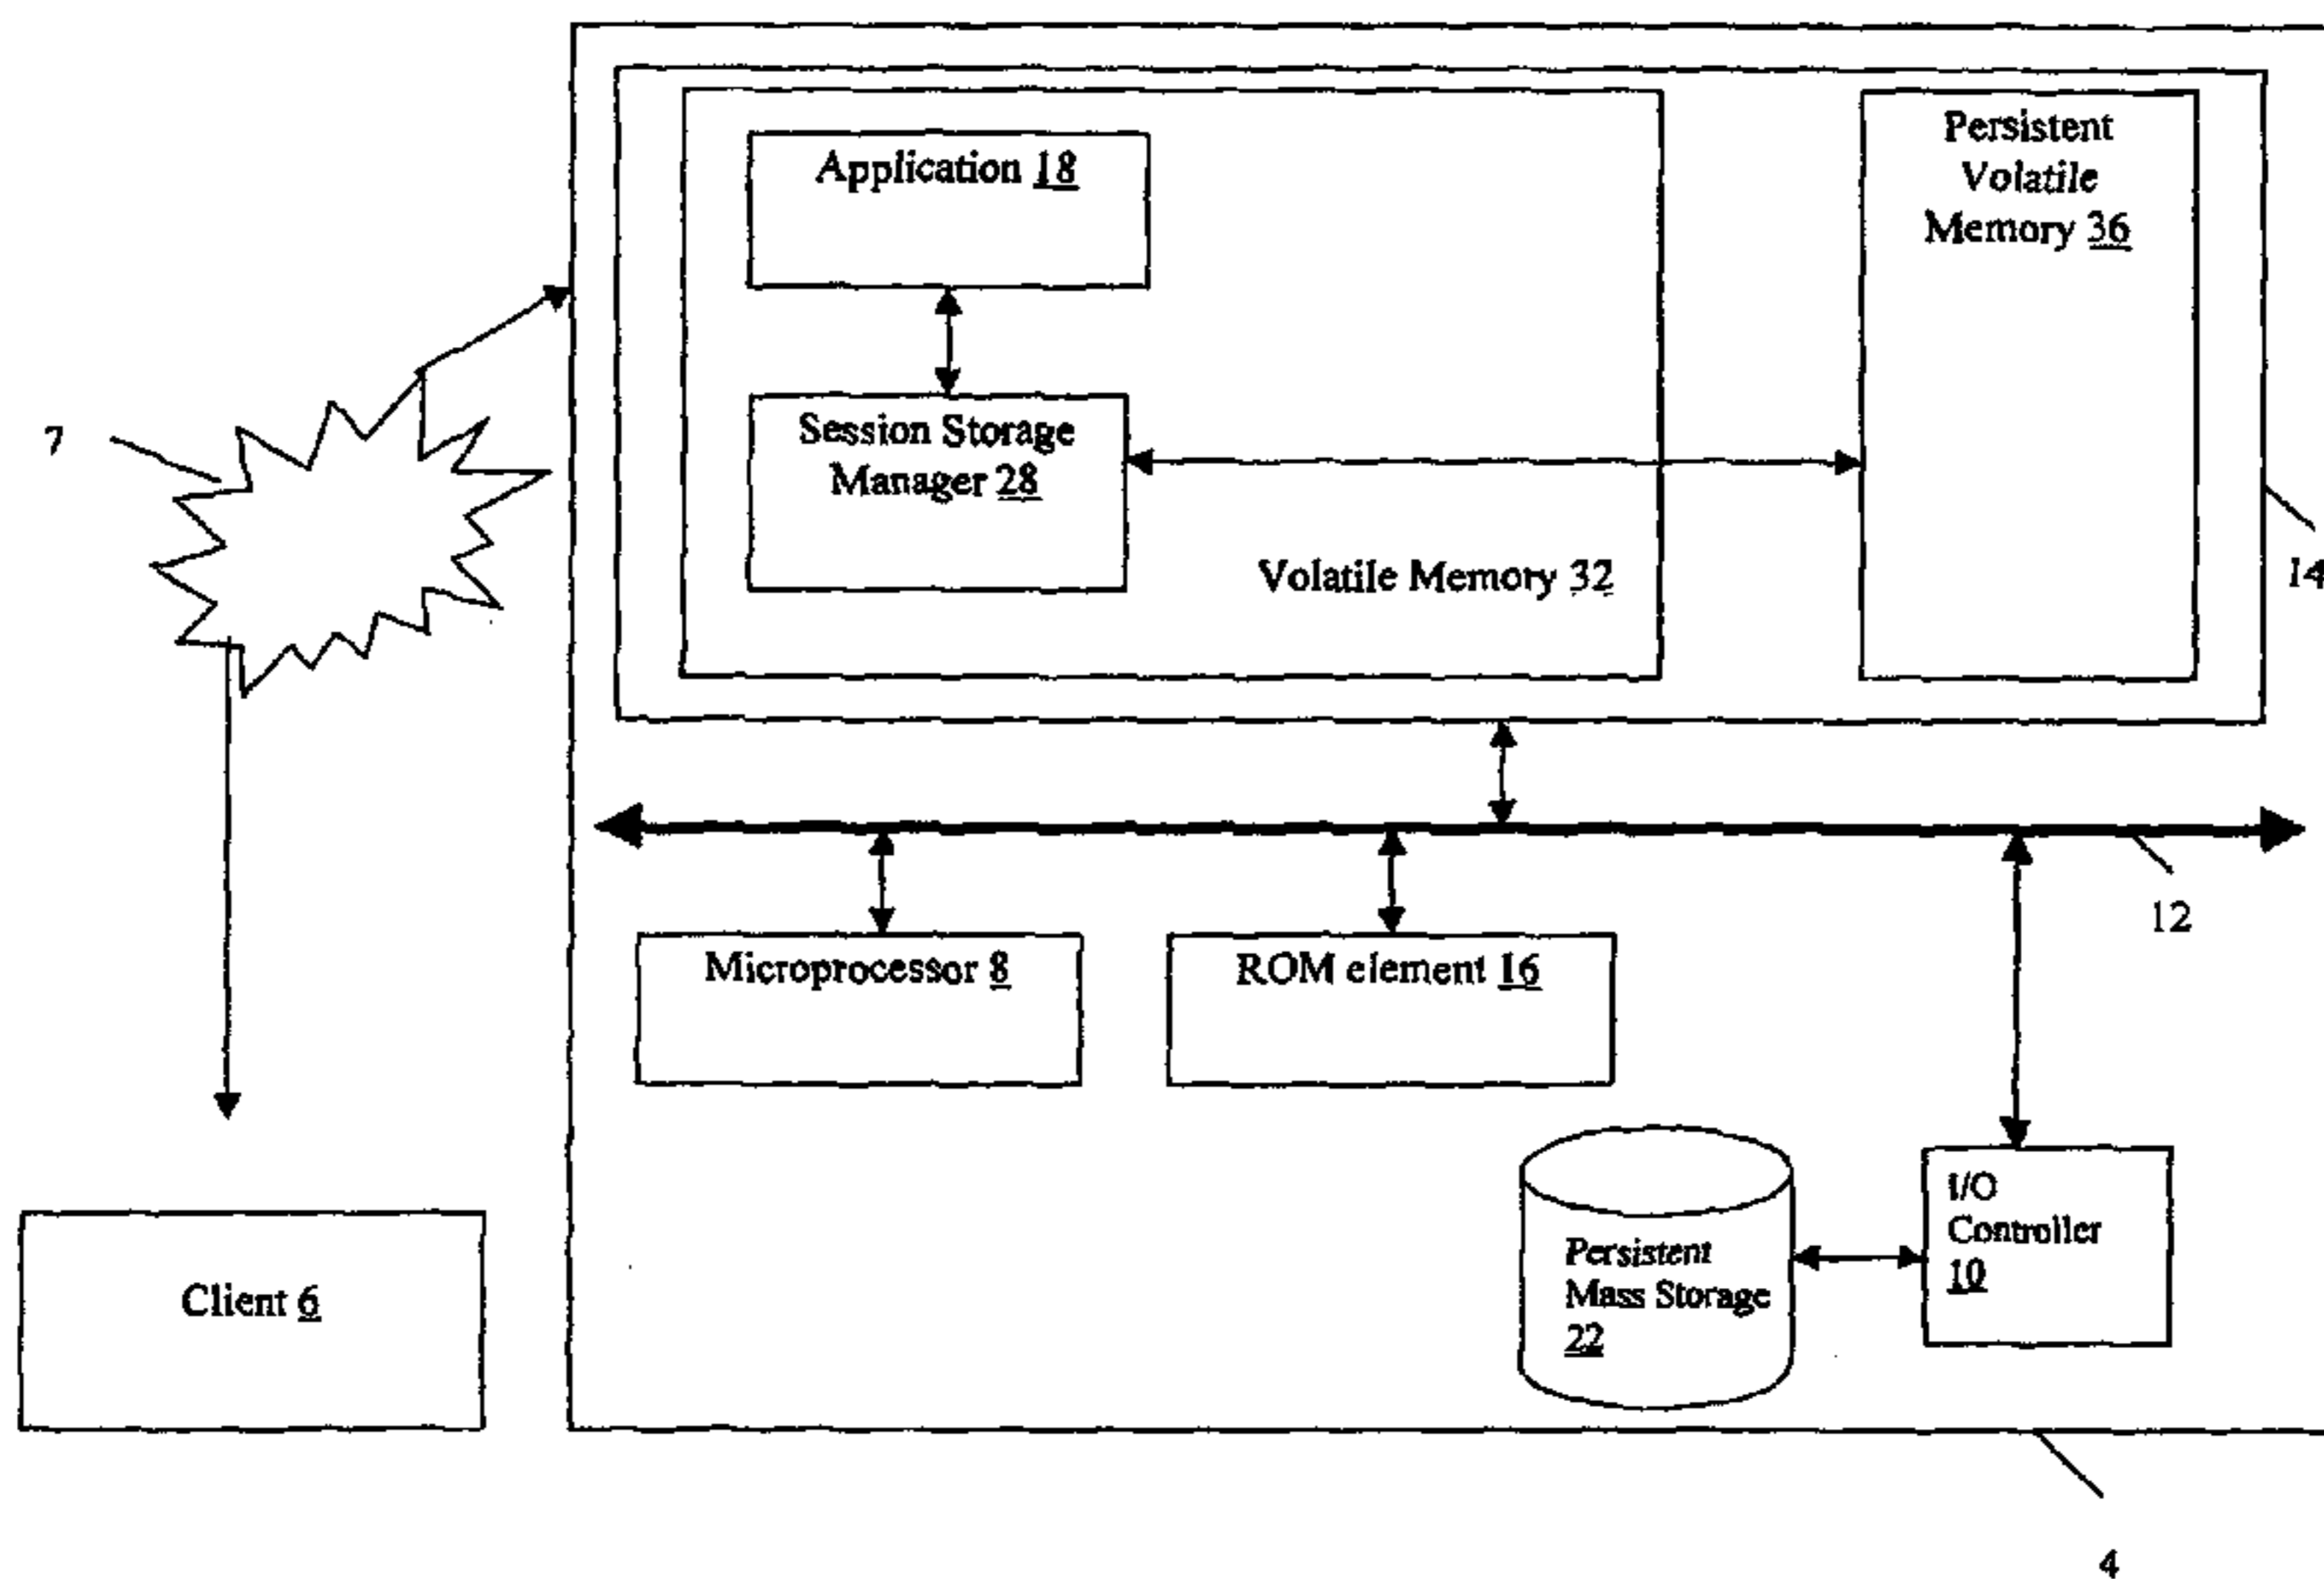 Application 18
Persistent
Volatile
Memory 36
Session Storage
Manager 28
7
Volatile Memory 32
14
12
Microprocessor 8
ROM element 16
I/O
Controller
10
Persistent
Mass Storage
22
Client 6
4